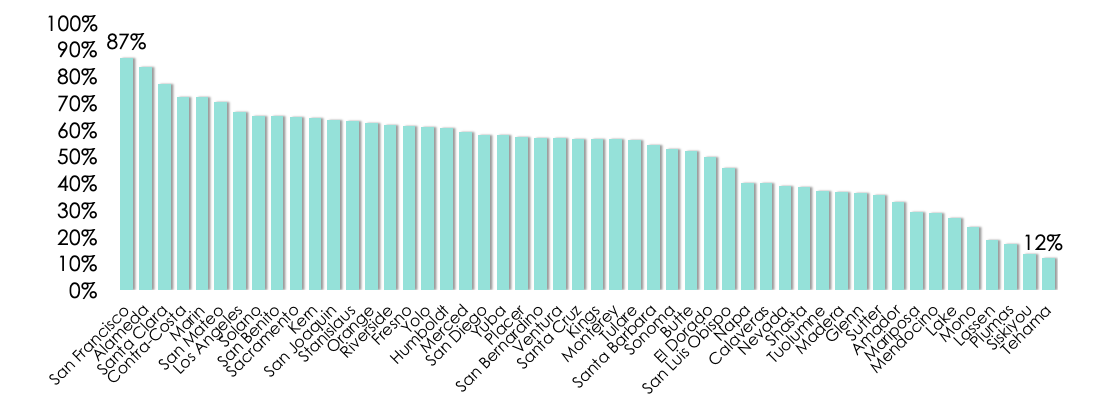 100%
90%
80%
70%
60%
50%
40%
30%
20%
10%
0%
87%
12%
San Francisco
Alameda
Santa Clara
Contra-Costa
Marin
San Mateo
Los Angeles
Solano
San Benito
Sacramento
Kern
San Joaquin
Stanislaus
Orange
Riverside
Fresno
Yolo
Humboldt
Merced
San Diego
Yuba
Placer
San Bernardino
Ventura
Santa Cruz
Kings
Monterey
Tulare
Santa Barbara
Sonoma
Butte
El Dorado
San Luis Obispo
Napa
Calaveras
Nevada
Shasta
Tuolumne
Madera
Glenn
Sutter
Amador
Mariposa
Mendocino
Lake
Mono
Lassen
Plumas
Siskiyou
Tehama